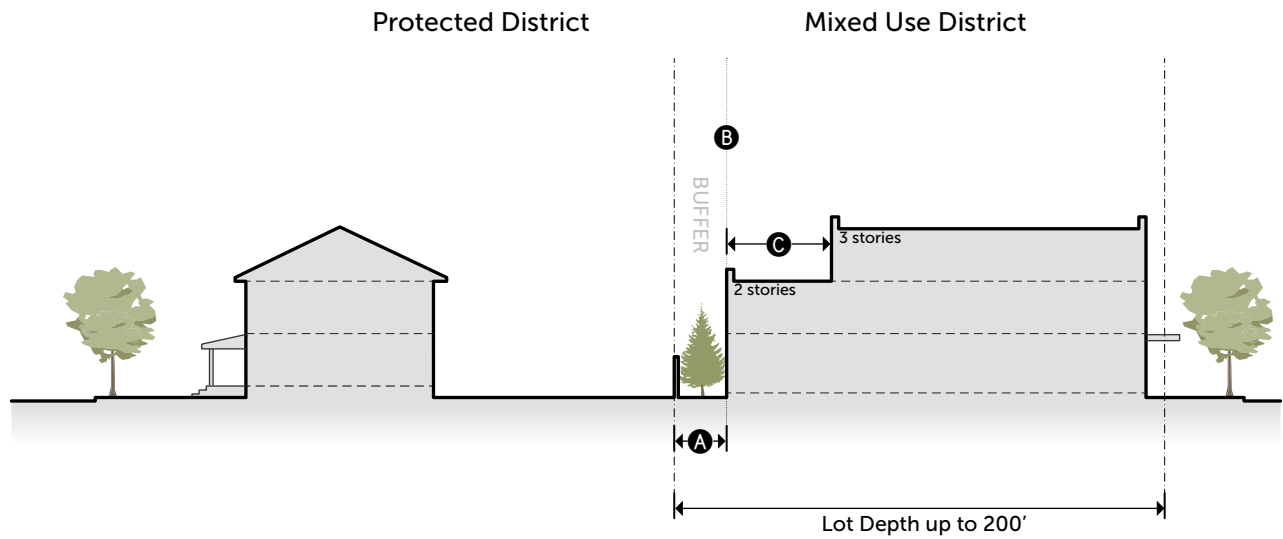 Protected District
Mixed Use District
B
BUFFER
C
3 stories
2 stories
A
Lot Depth up to 200’